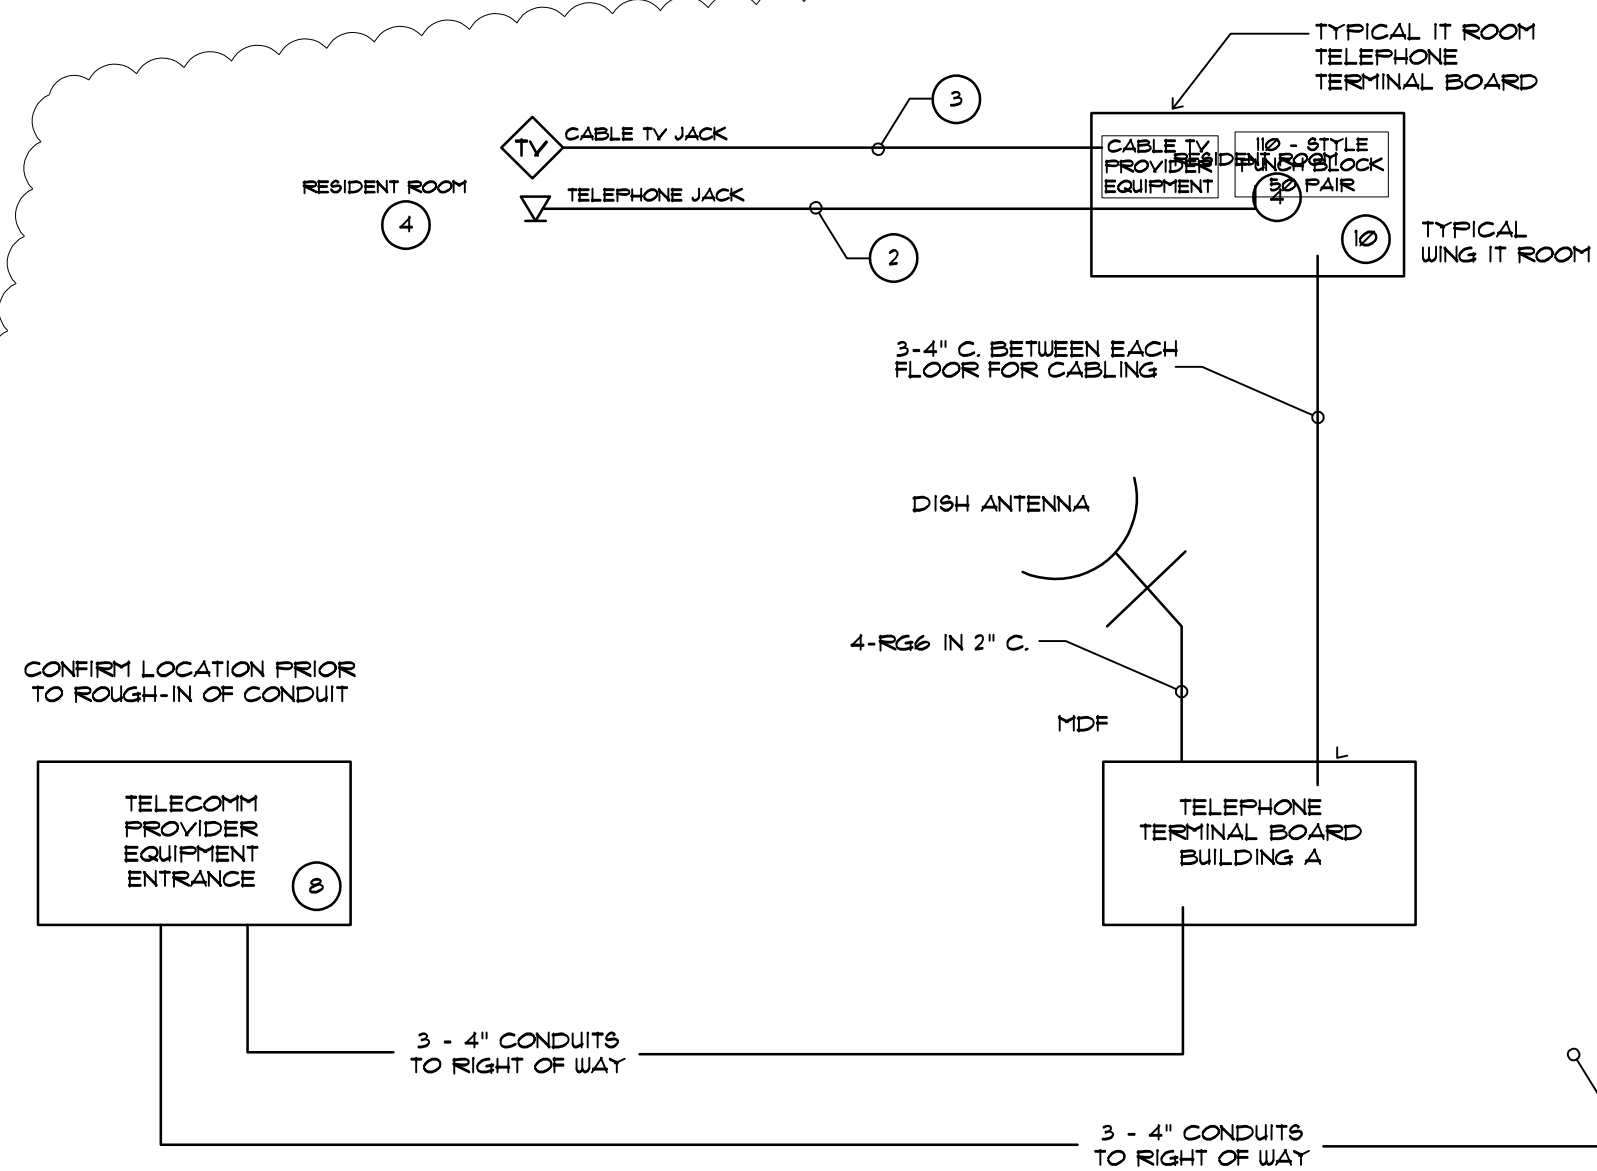 TYPICAL IT ROOM
TELEPHONE
TERMINAL BOARD
3
CABLE TV JACK
TV
CABLE TV
PROVIDER
EQUIPMENT
110 - STYLE
PUNCH BLOCK
50 PAIR
RESIDENT ROOM
4
RESIDENT ROOM
4
TELEPHONE JACK
2
10
TYPICAL
WING IT ROOM
3-4" C. BETWEEN EACH
FLOOR FOR CABLING
DISH ANTENNA
4-RG6 IN 2" C.
CONFIRM LOCATION PRIOR
TO ROUGH-IN OF CONDUIT
MDF
TELECOMM
PROVIDER
EQUIPMENT
ENTRANCE
8
TELEPHONE
TERMINAL BOARD
BUILDING A
3 - 4" CONDUITS
TO RIGHT OF WAY
3 - 4" CONDUITS
TO RIGHT OF WAY